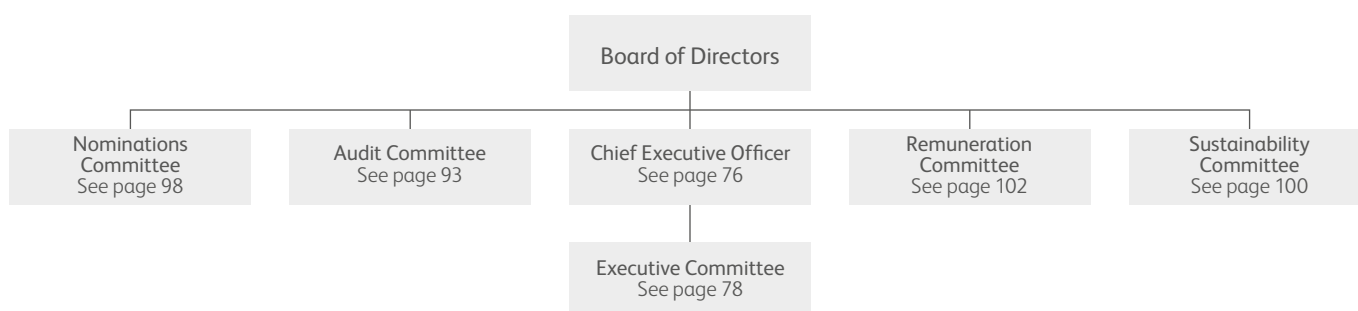 Board of Directors
Nominations
Committee
See page 98
Audit Committee
See page 93
Chief Executive Officer
See page 76
Remuneration
Committee
See page 102
Sustainability
Committee
See page 100
Executive Committee
See page 78